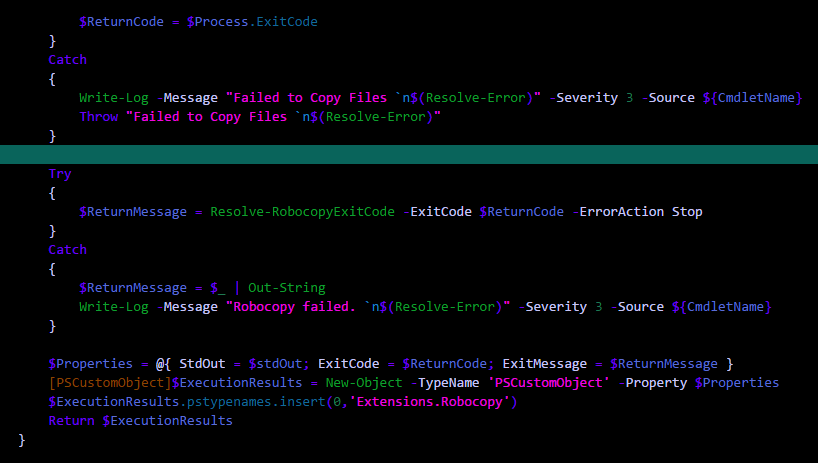 $ReturnCode = $Process.ExitCode
}
Catch
{
Write-Log -Message "Failed to Copy Files `n$(Resolve-Error)" -Severity 3 -Source ${CmdletName}
Throw "Failed to Copy Files `n$(Resolve-Error)"
}
Try
{
$ReturnMessage = Resolve-RobocopyExitCode -ExitCode $ReturnCode -ErrorAction Stop
}
Catch
{
$ReturnMessage = $_ | Out-String
Write-Log -Message "Robocopy failed. `n$(Resolve-Error)" -Severity 3 -Source ${CmdletName}
}
$Properties = @{ StdOut = $stdOut; ExitCode = $ReturnCode; ExitMessage = $ReturnMessage }
[PSCustomObject]$ExecutionResults = New-Object -TypeName 'PSCustomObject' -Property $Properties
$ExecutionResults.pstypenames.insert(0,'Extensions.Robocopy')
Return $ExecutionResults
}